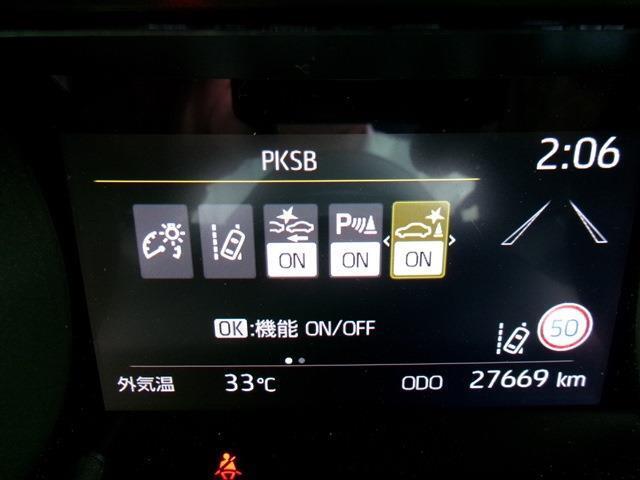 PKSB
2:06
P
ON ON ON
OK:機能 ON/OFF
50
外気温 33℃ ODO 27669 km